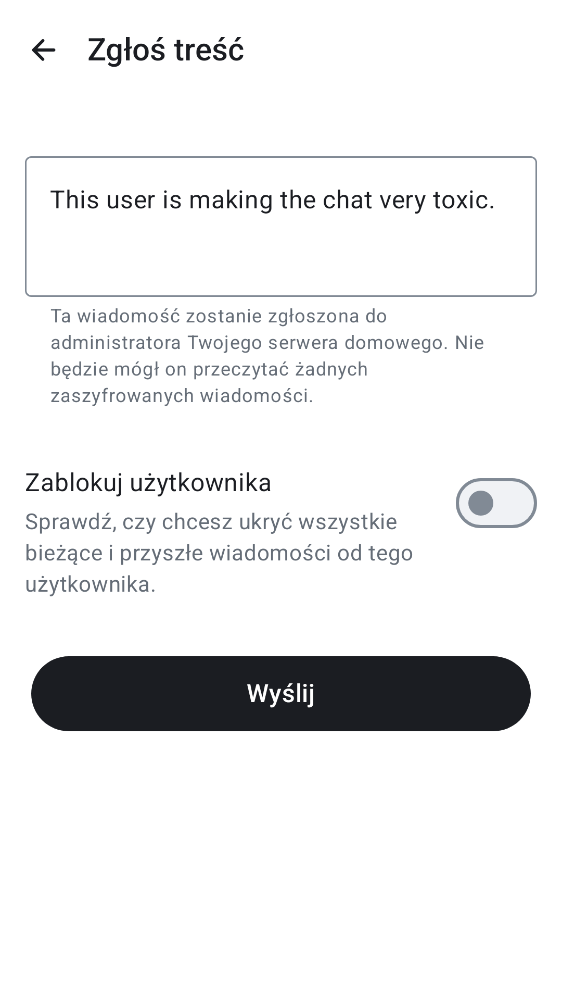 Zgłoś treść
This user is making the chat very toxic.
Ta wiadomość zostanie zgłoszona do
administratora Twojego serwera domowego. Nie
będzie mógł on przeczytać żadnych
zaszyfrowanych wiadomości.
Zablokuj użytkownika
Sprawdź, czy chcesz ukryć wszystkie
bieżące i przyszłe wiadomości od tego
użytkownika.
Wyślij